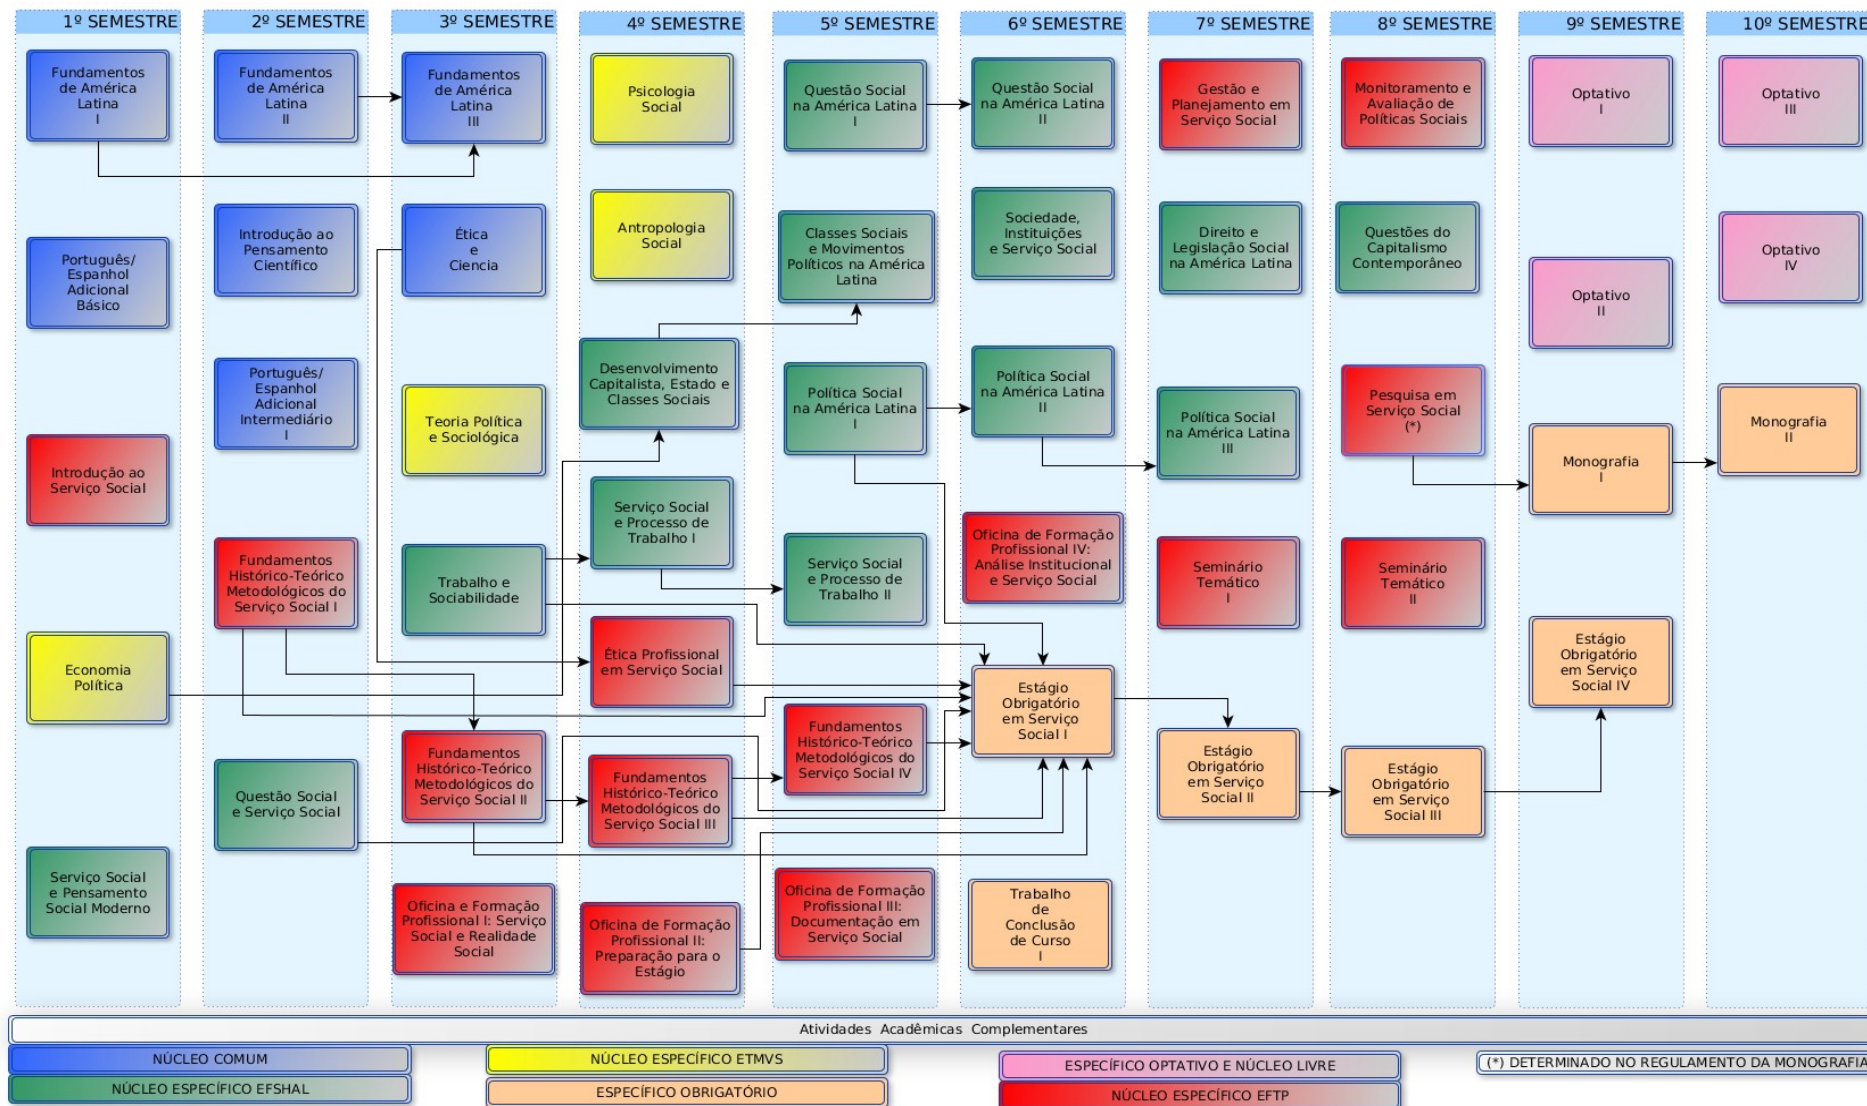 1º SEMESTRE
Fundamentos
de América
Latina
I
Português/
Espanhol
Adicional
Básico
Introdução ao
Serviço Social
Economia
Política
Serviço Social
e Pensamento
Social Moderno
2º SEMESTRE
Fundamentos
de América
Latina
II
Introdução ao
Pensamento
Científico
Português/
Espanhol
Adicional
Intermediário
I
Fundamentos
Histórico-Teórico
Metodológicos do
Serviço Social I
Questão Social
e Serviço Social
3º SEMESTRE
Fundamentos
de América
Latina
III
Ética
e
Ciencia
Teoria Política
e Sociológica
Trabalho e
Sociabilidade
Fundamentos
Histórico-Teórico
Metodológicos do
Serviço Social II
Oficina e Formação
Profissional I: Serviço
Social e Realidade
Social
4º SEMESTRE
Psicologia
Social
Antropologia
Social
Desenvolvimento
Capitalista, Estado e
Classes Sociais
Serviço Social
e Processo de
Trabalho I
Ética Profissional
em Serviço Social
Fundamentos
Histórico-Teórico
Metodológicos do
Serviço Social III
Oficina de Formação
Profissional II:
Preparação para o
Estágio
5º SEMESTRE
Questão Social
na América Latina
I
Classes Sociais
e Movimentos
Políticos na América
Latina
Política Social
na América Latina
I
Serviço Social
e Processo de
Trabalho II
Fundamentos
Histórico-Teórico
Metodológicos do
Serviço Social IV
Oficina de Formação
Profissional III:
Documentação em
Serviço Social
6º SEMESTRE
Questão Social
na América Latina
II
Sociedade,
Instituições
e Serviço Social
Política Social
na América Latina
II
Oficina de Formação
Profissional IV:
Análise Institucional
e Serviço Social
Estágio
Obrigatório
em Serviço
Social I
Trabalho
de
Conclusão
de Curso
I
7º SEMESTRE
Gestão e
Planejamento em
Serviço Social
Direito e
Legislação Social
na América Latina
Política Social
na América Latina
III
Seminário
Temático
I
Estágio
Obrigatório
em Serviço
Social II
8º SEMESTRE
Monitoramento e
Avaliação de
Políticas Sociais
Questões do
Capitalismo
Contemporâneo
Pesquisa em
Serviço Social
(*)
Seminário
Temático
II
Estágio
Obrigatório
em Serviço
Social III
9º SEMESTRE
Optativo
I
Optativo
II
Monografia
I
Estágio
Obrigatório
em Serviço
Social IV
10º SEMESTRE
Optativo
III
Optativo
IV
Monografia
II
Atividades Acadêmicas Complementares
NÚCLEO COMUM
NÚCLEO ESPECÍFICO EFSHAL
NÚCLEO ESPECÍFICO ETMVS
ESPECÍFICO OBRIGATÓRIO
ESPECÍFICO OPTATIVO E NÚCLEO LIVRE
NÚCLEO ESPECÍFICO EFTP
(*) DETERMINADO NO REGULAMENTO DA MONOGRAFIA